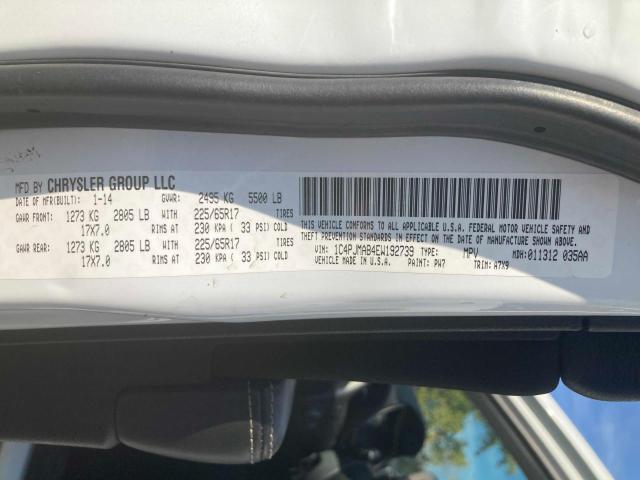 MFD BY CHRYSLER GROUP LLC
DATE OF MFR(BUILT): 1-14 GVWR: 2495 KG 5500 LB
GAWR FRONT: 1273 KG 2805 LB WITH 225/65R17 TIRES
17X7.0 RIMS AT 230 KPA ( 33 PSI) COLD
GAWR REAR: 1273 KG 2805 LB WITH 225/65R17 TIRES
17X7.0 RIMS AT 230 KPA ( 33 PSI) COLD
THIS VEHICLE CONFORMS TO ALL APPLICABLE U.S.A. FEDERAL MOTOR VEHICLE SAFETY AND
THEFT PREVENTION STANDARDS IN EFFECT ON THE DATE OF MANUFACTURE SHOWN ABOVE.
VIN: 1C4PJMAB4EW192739 TYPE: MPV MDH: 011312 035AA
VEHICLE MADE IN U.S.A. PAINT: PW7 TRIM: A7X9